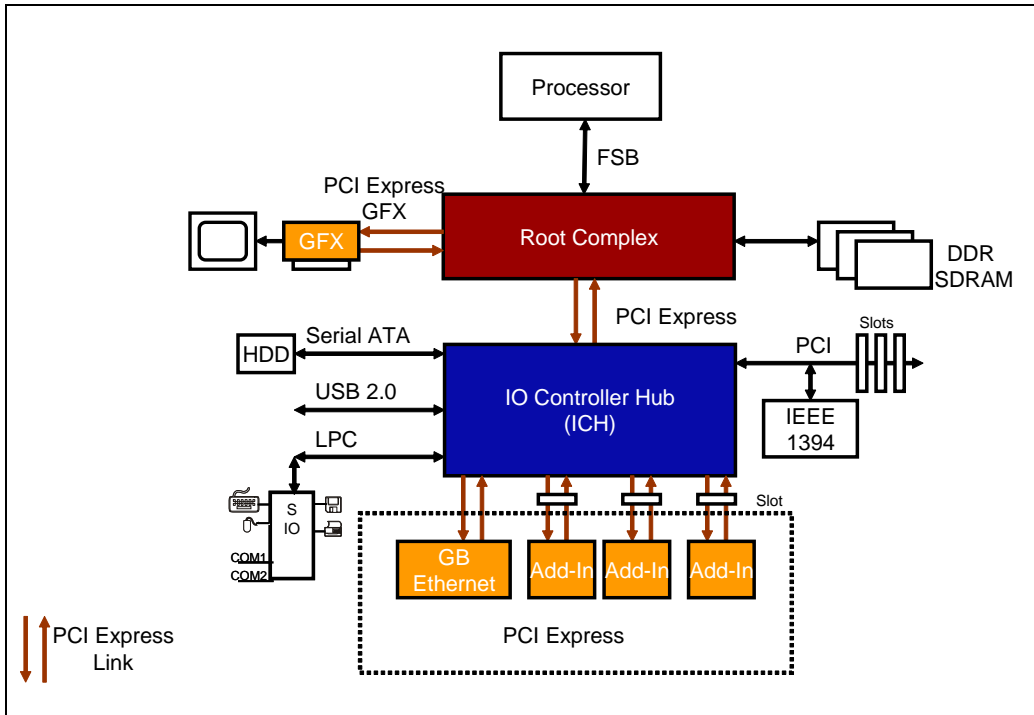 Processor
FSB
PCI Express
GFX
GFX
Root Complex
DDR
SDRAM
PCI Express
Slots
Serial ATA
HDD
PCI
USB 2.0
IO Controller Hub
(ICH)
IEEE
1394
LPC
S
IO
COM1
COM2
Slot
GB
Ethernet
Add-In
Add-In
Add-In
PCI Express
PCI Express
Link